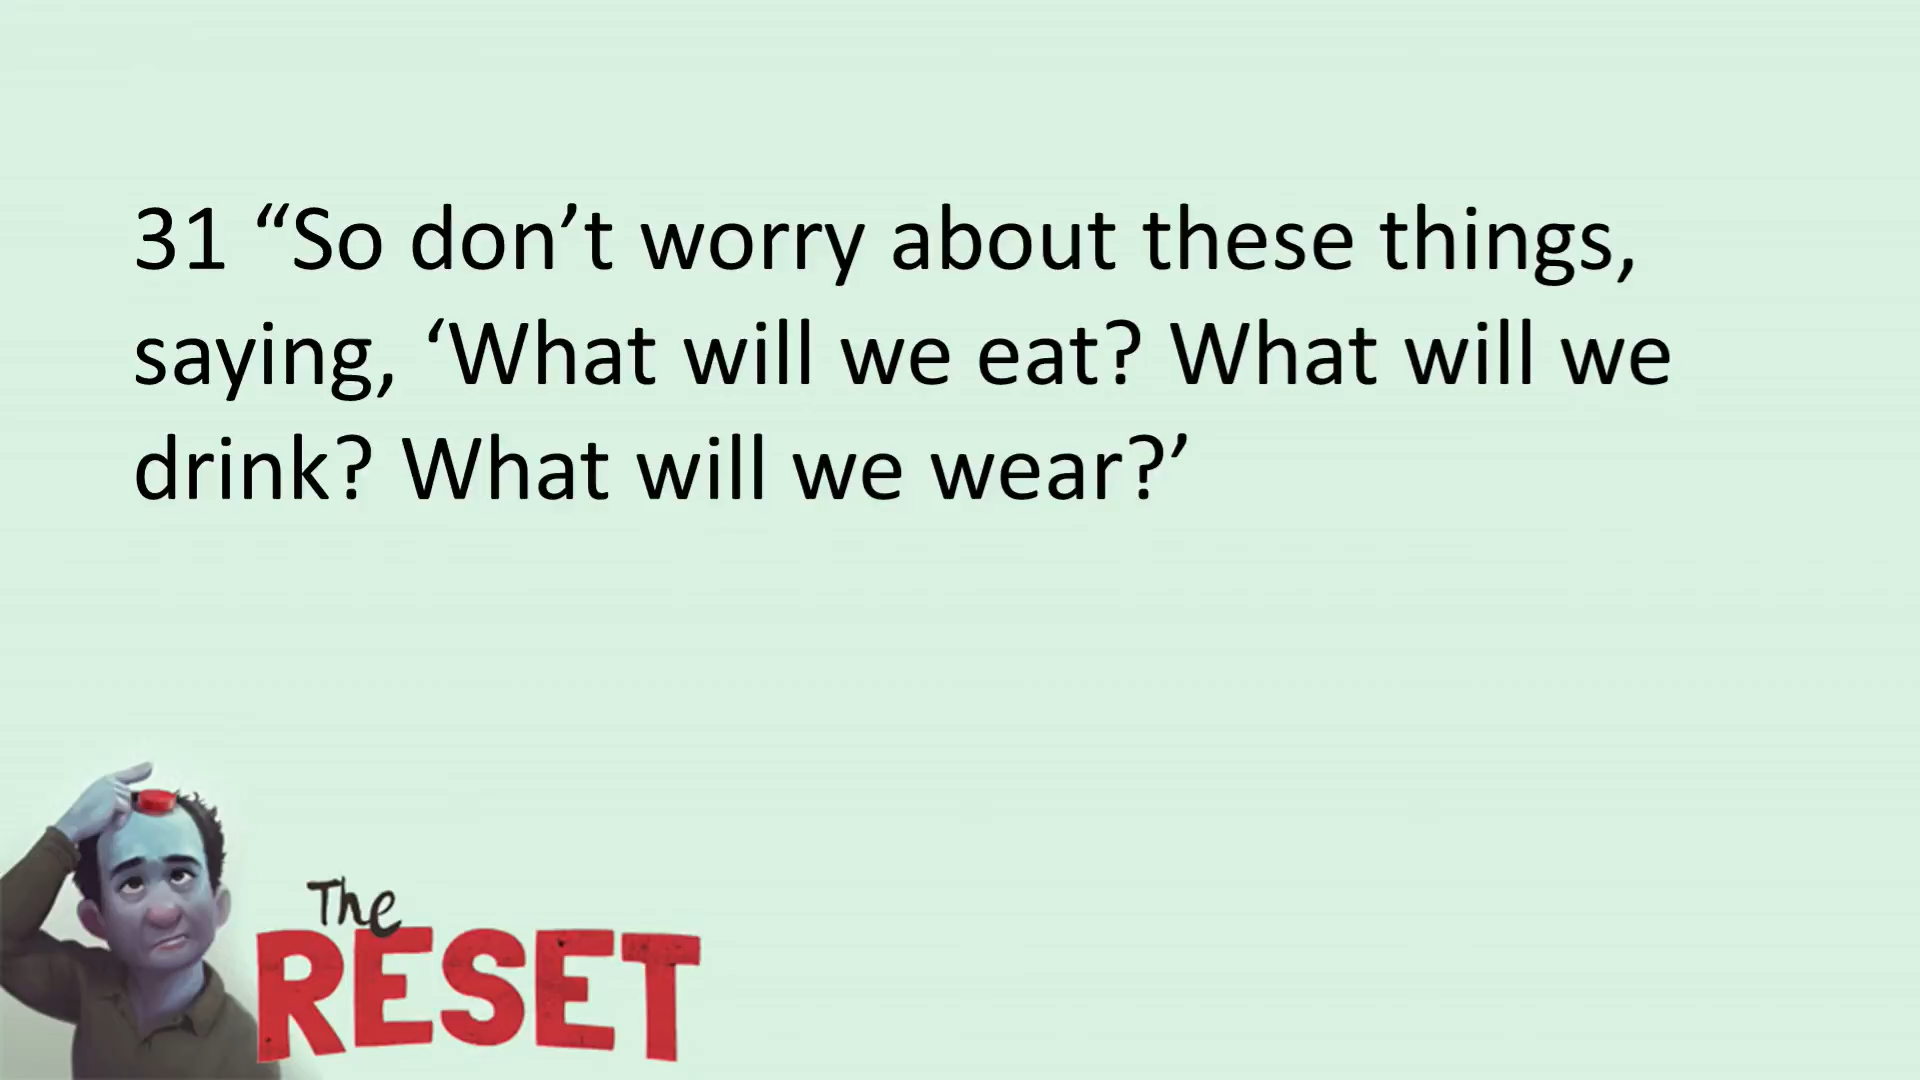 31 “So don’t worry about these things,
saying, ‘What will we eat? What will we
drink? What will we wear?’
The
RESET